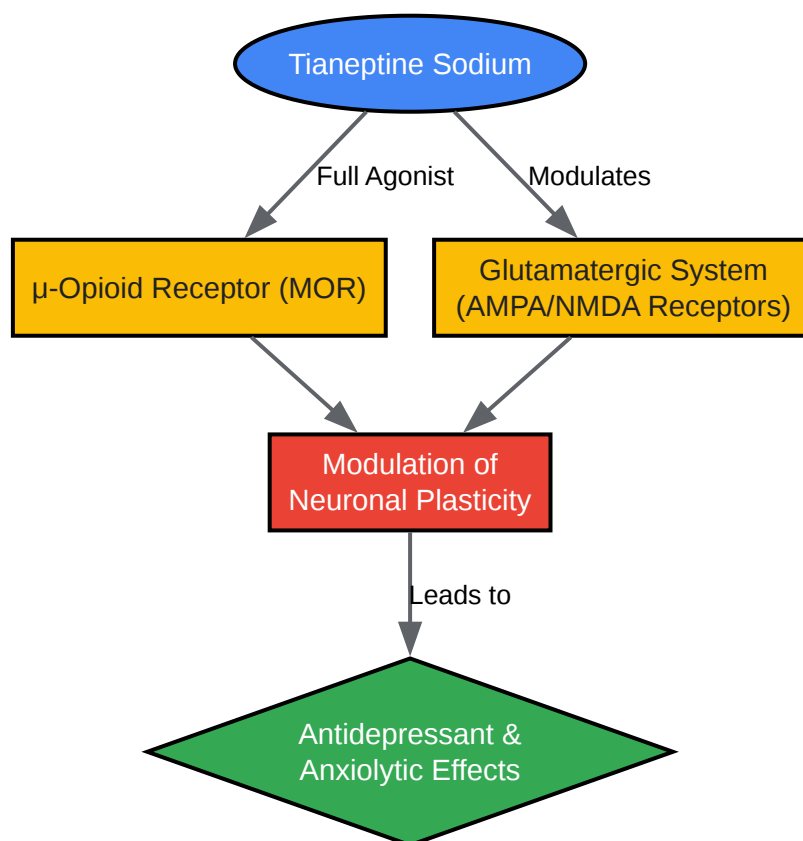 Tianeptine Sodium
Full Agonist
Modulates
μ-Opioid Receptor (MOR)
Glutamatergic System
(AMPA/NMDA Receptors)
Modulation of
Neuronal Plasticity
Leads to
Antidepressant &
Anxiolytic Effects